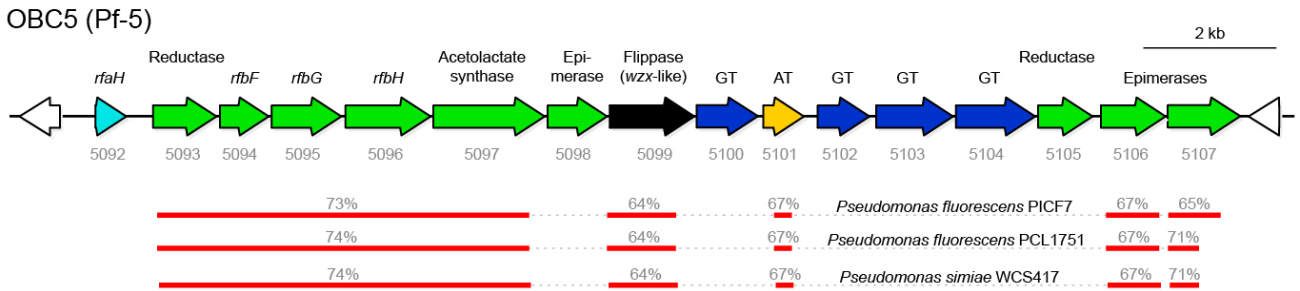 OBC5 (Pf-5)
2 kb
Reductase Acetolactate Epi- Flippase Reductase
rfaH rfbF rfbG rfbH synthase merase (wzx-like) GT AT GT GT GT Epimerases
5092 5093 5094 5095 5096 5097 5098 5099 5100 5101 5102 5103 5104 5105 5106 5107
73% 64% 67% Pseudomonas fluorescens PICF7 67% 65%
74% 64% 67% Pseudomonas fluorescens PCL1751 67% 71%
74% 64% 67% Pseudomonas simiae WCS417 67% 71%